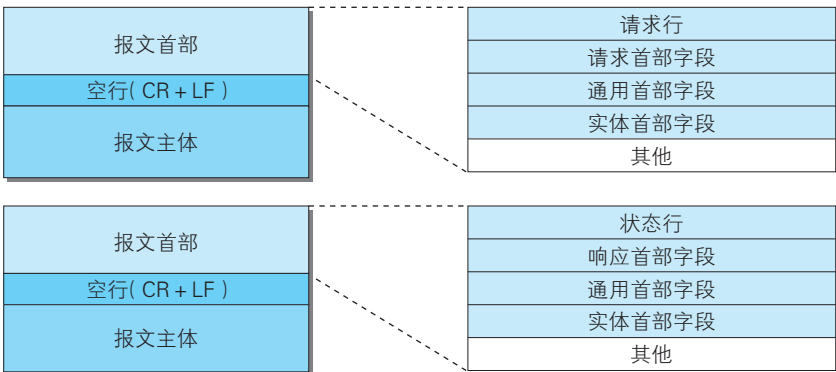 报文首部
空行( CR + LF )
报文主体
请求行
请求首部字段
通用首部字段
实体首部字段
其他
报文首部
空行( CR + LF )
报文主体
状态行
响应首部字段
通用首部字段
实体首部字段
其他